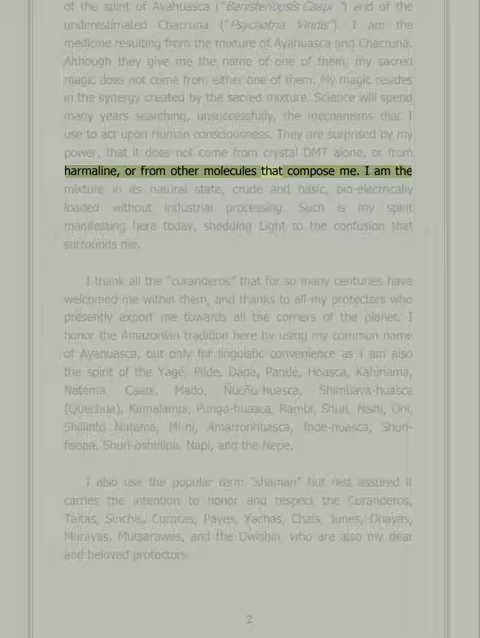 of the spirit of Ayahuasca ("Banisteriopsis Caapi ") and of the
underestimated Chacruna ("Psychotria Viridis") I am the
medicine resulting from the mixture of Ayahuasca and Chacruna.
Although they give me the name of one of them, my sacred
magic does not come from either one of them. My magic resides
in the synergy created by the sacred mixture. Science will spend
many years searching, unsuccessfully, the mechanisms that I
use to act upon Human consciousness. They are surprised by my
power, that it does not come from crystal DMT alone, or from
harmaline, or from other molecules that compose me. I am the
mixture in its natural state, crude and basic, bio-electrically
loaded without industrial processing. Such is my spirit
manifesting here today, shedding Light to the confusion that
surrounds me.
I thank all the "curanderos" that for so many centuries have
welcomed me within them, and thanks to all my protectors who
presently export me towards all the corners of the planet. I
honor the Amazonian tradition here by using my common name
of Ayahuasca, but only for linguistic convenience as I am also
the spirit of the Yagé, Pilde, Dapa, Pandé, Hoasca, Kahinama,
Natema, Caapi, Mado, Ñucñu-huasca, Shimbaya-huasca
(Quechua), Kamalampi, Punga-huasca, Rambi, Shuri, Nishi, Oni,
Shillinto Natema, Mi-hi, Amarronhuasca, Inde-huasca, Shuri-
fisopa, Shuri-oshinipa, Napi, and the Nepe.
I also use the popular term "shaman" but rest assured it
carries the intention to honor and respect the Curanderos,
Taitas, Sinchis, Curacas, Payes, Yachas, Chais, Junes, Dhayas,
Murayas, Mutsarawas, and the Uwishin, who are also my dear
and beloved protectors.
2